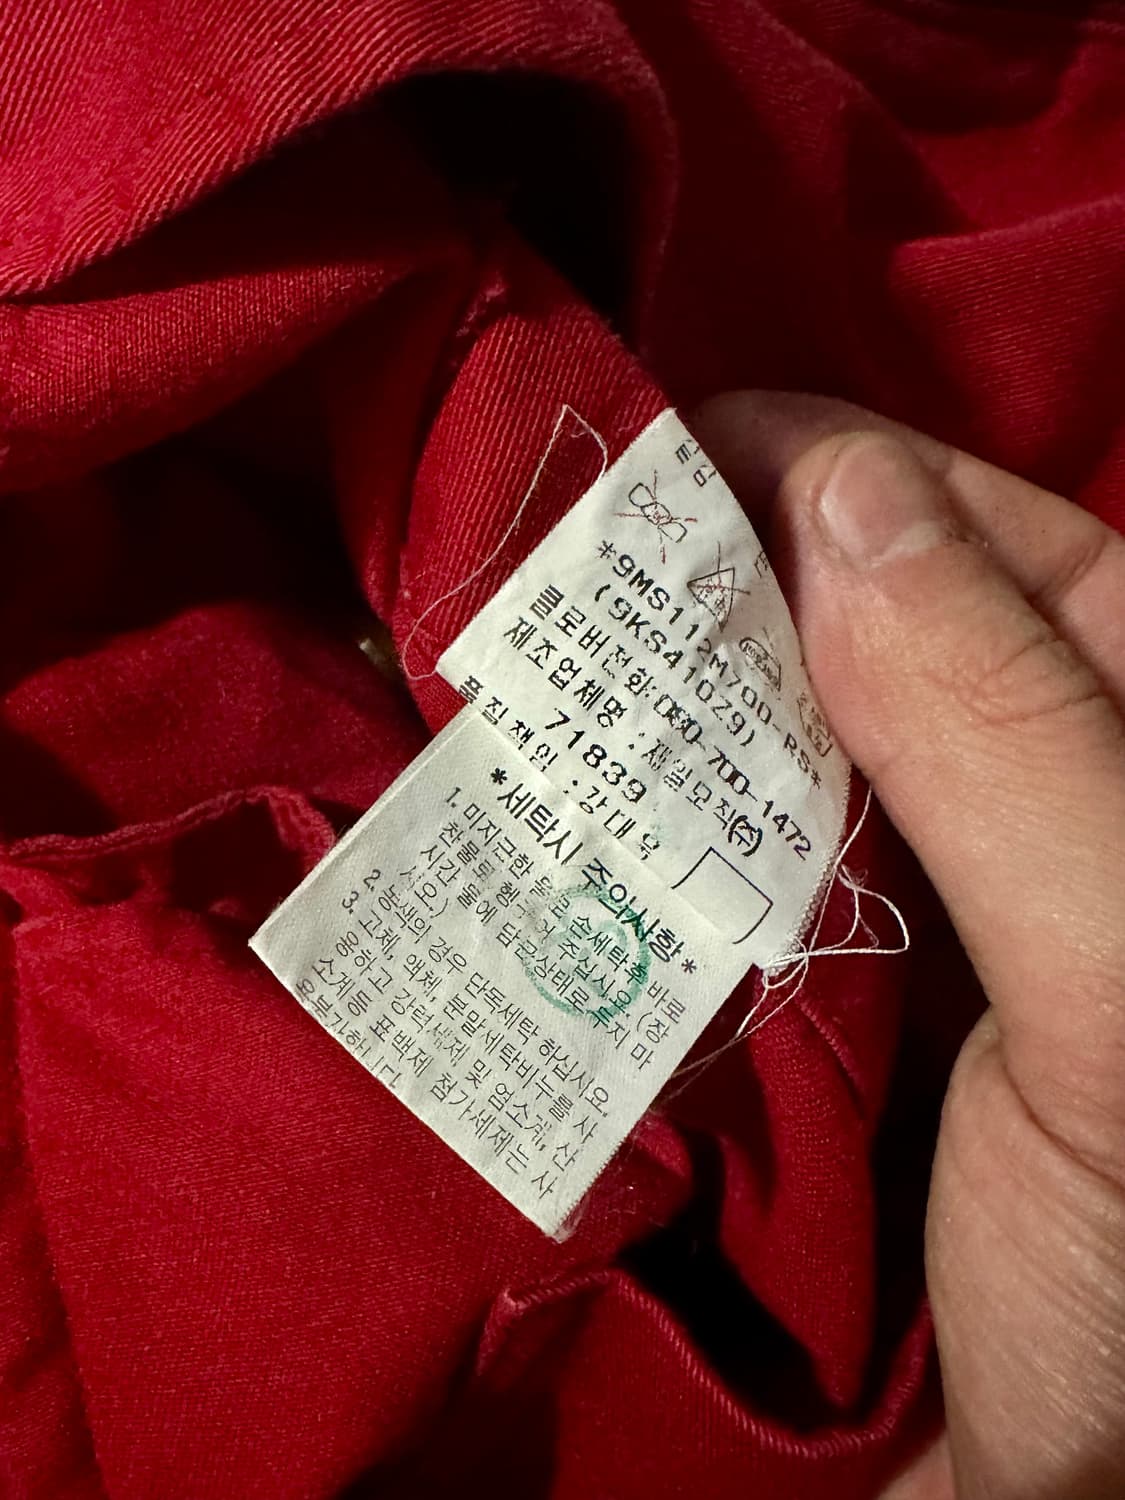 *9MS112M700-RS*
(9KS410Z9)
클로버전화:080-700-1472
제조업체명 : 제일모직(주)
71839
품질책임 : 강대욱
*세탁시 주의사항*
1. 미지근한 물로 손세탁후 바로
찬물로 헹구어 주십시요 (장
시간 물에 담근상태로 두지 마
시오.)
2. 농색의 경우 단독세탁 하십시요.
3. 고체, 액체, 분말세탁비누를 사
용하고 강력세제 및 염소계, 산
소계등 표백제 첨가세제는 사
용불가합니다.